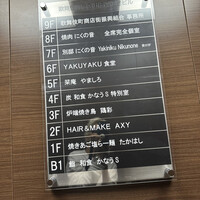 9F 歌舞伎町商店街振興組合 事務所
8F 焼肉 にくの音 全席完全個室
7F 別邸 にくの音 Yakiniku Nikunone
6F YAKUYAKU 食堂
5F 栞庵 やましろ
4F 炭 和食 かなうS 特別室
3F 炉端焼き鳥 鶏彩
2F HAIR&MAKE AXY
1F 焼きあご塩らー麺 たかはし
B1 鮨 和食 かなうS